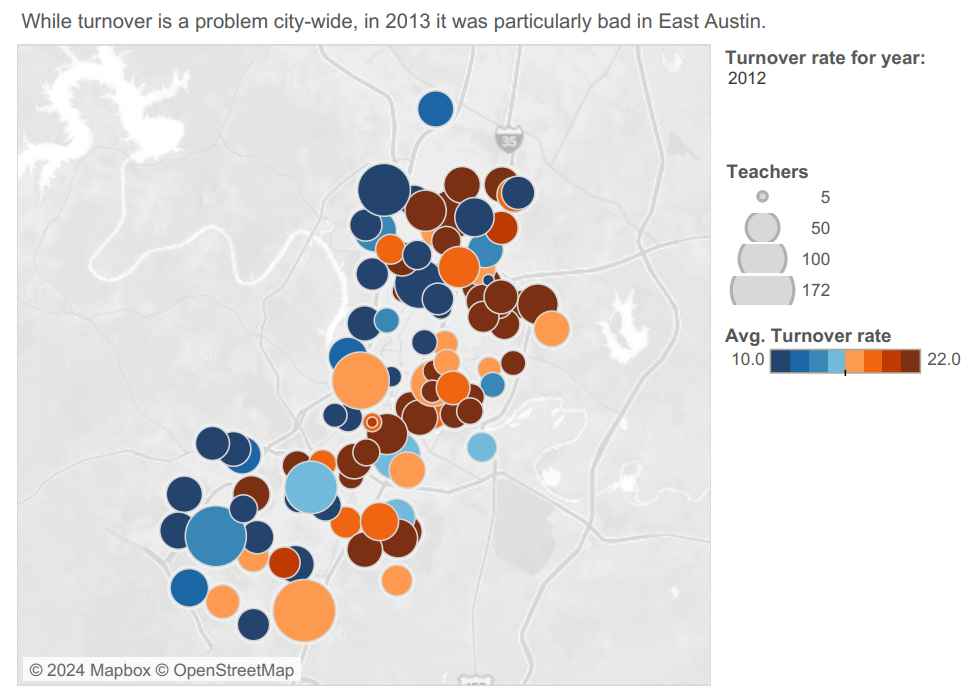 While turnover is a problem city-wide, in 2013 it was particularly bad in East Austin.
Turnover rate for year:
2012
35
Teachers
5
50
100
172
Avg. Turnover rate
10.0 22.0
© 2024 Mapbox © OpenStreetMap